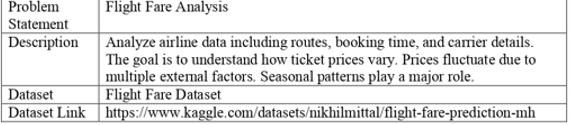 Problem Statement Flight Fare Analysis
Description Analyze airline data including routes, booking time, and carrier details.
The goal is to understand how ticket prices vary. Prices fluctuate due to
multiple external factors. Seasonal patterns play a major role.
Dataset Flight Fare Dataset
Dataset Link https://www.kaggle.com/datasets/nikhilmittal/flight-fare-prediction-mh